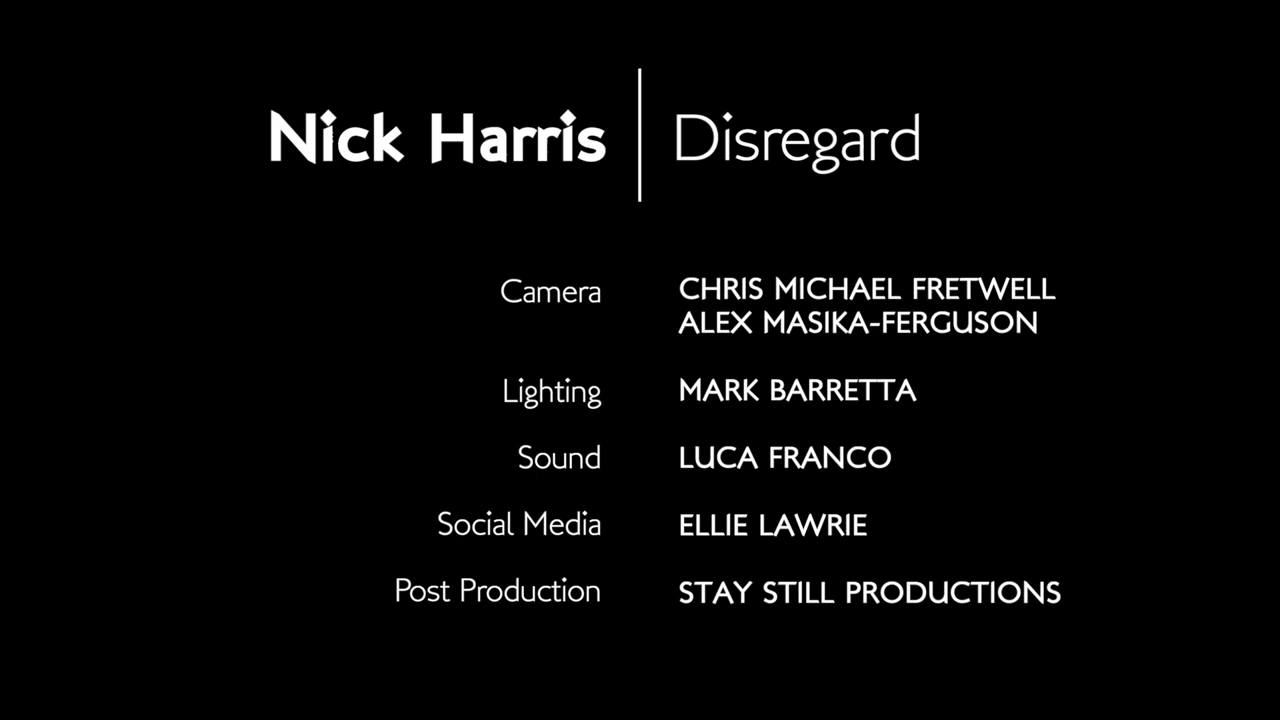 Nick Harris | Disregard
Camera CHRIS MICHAEL FRETWELL
ALEX MASIKA-FERGUSON
Lighting MARK BARRETTA
Sound LUCA FRANCO
Social Media ELLIE LAWRIE
Post Production STAY STILL PRODUCTIONS